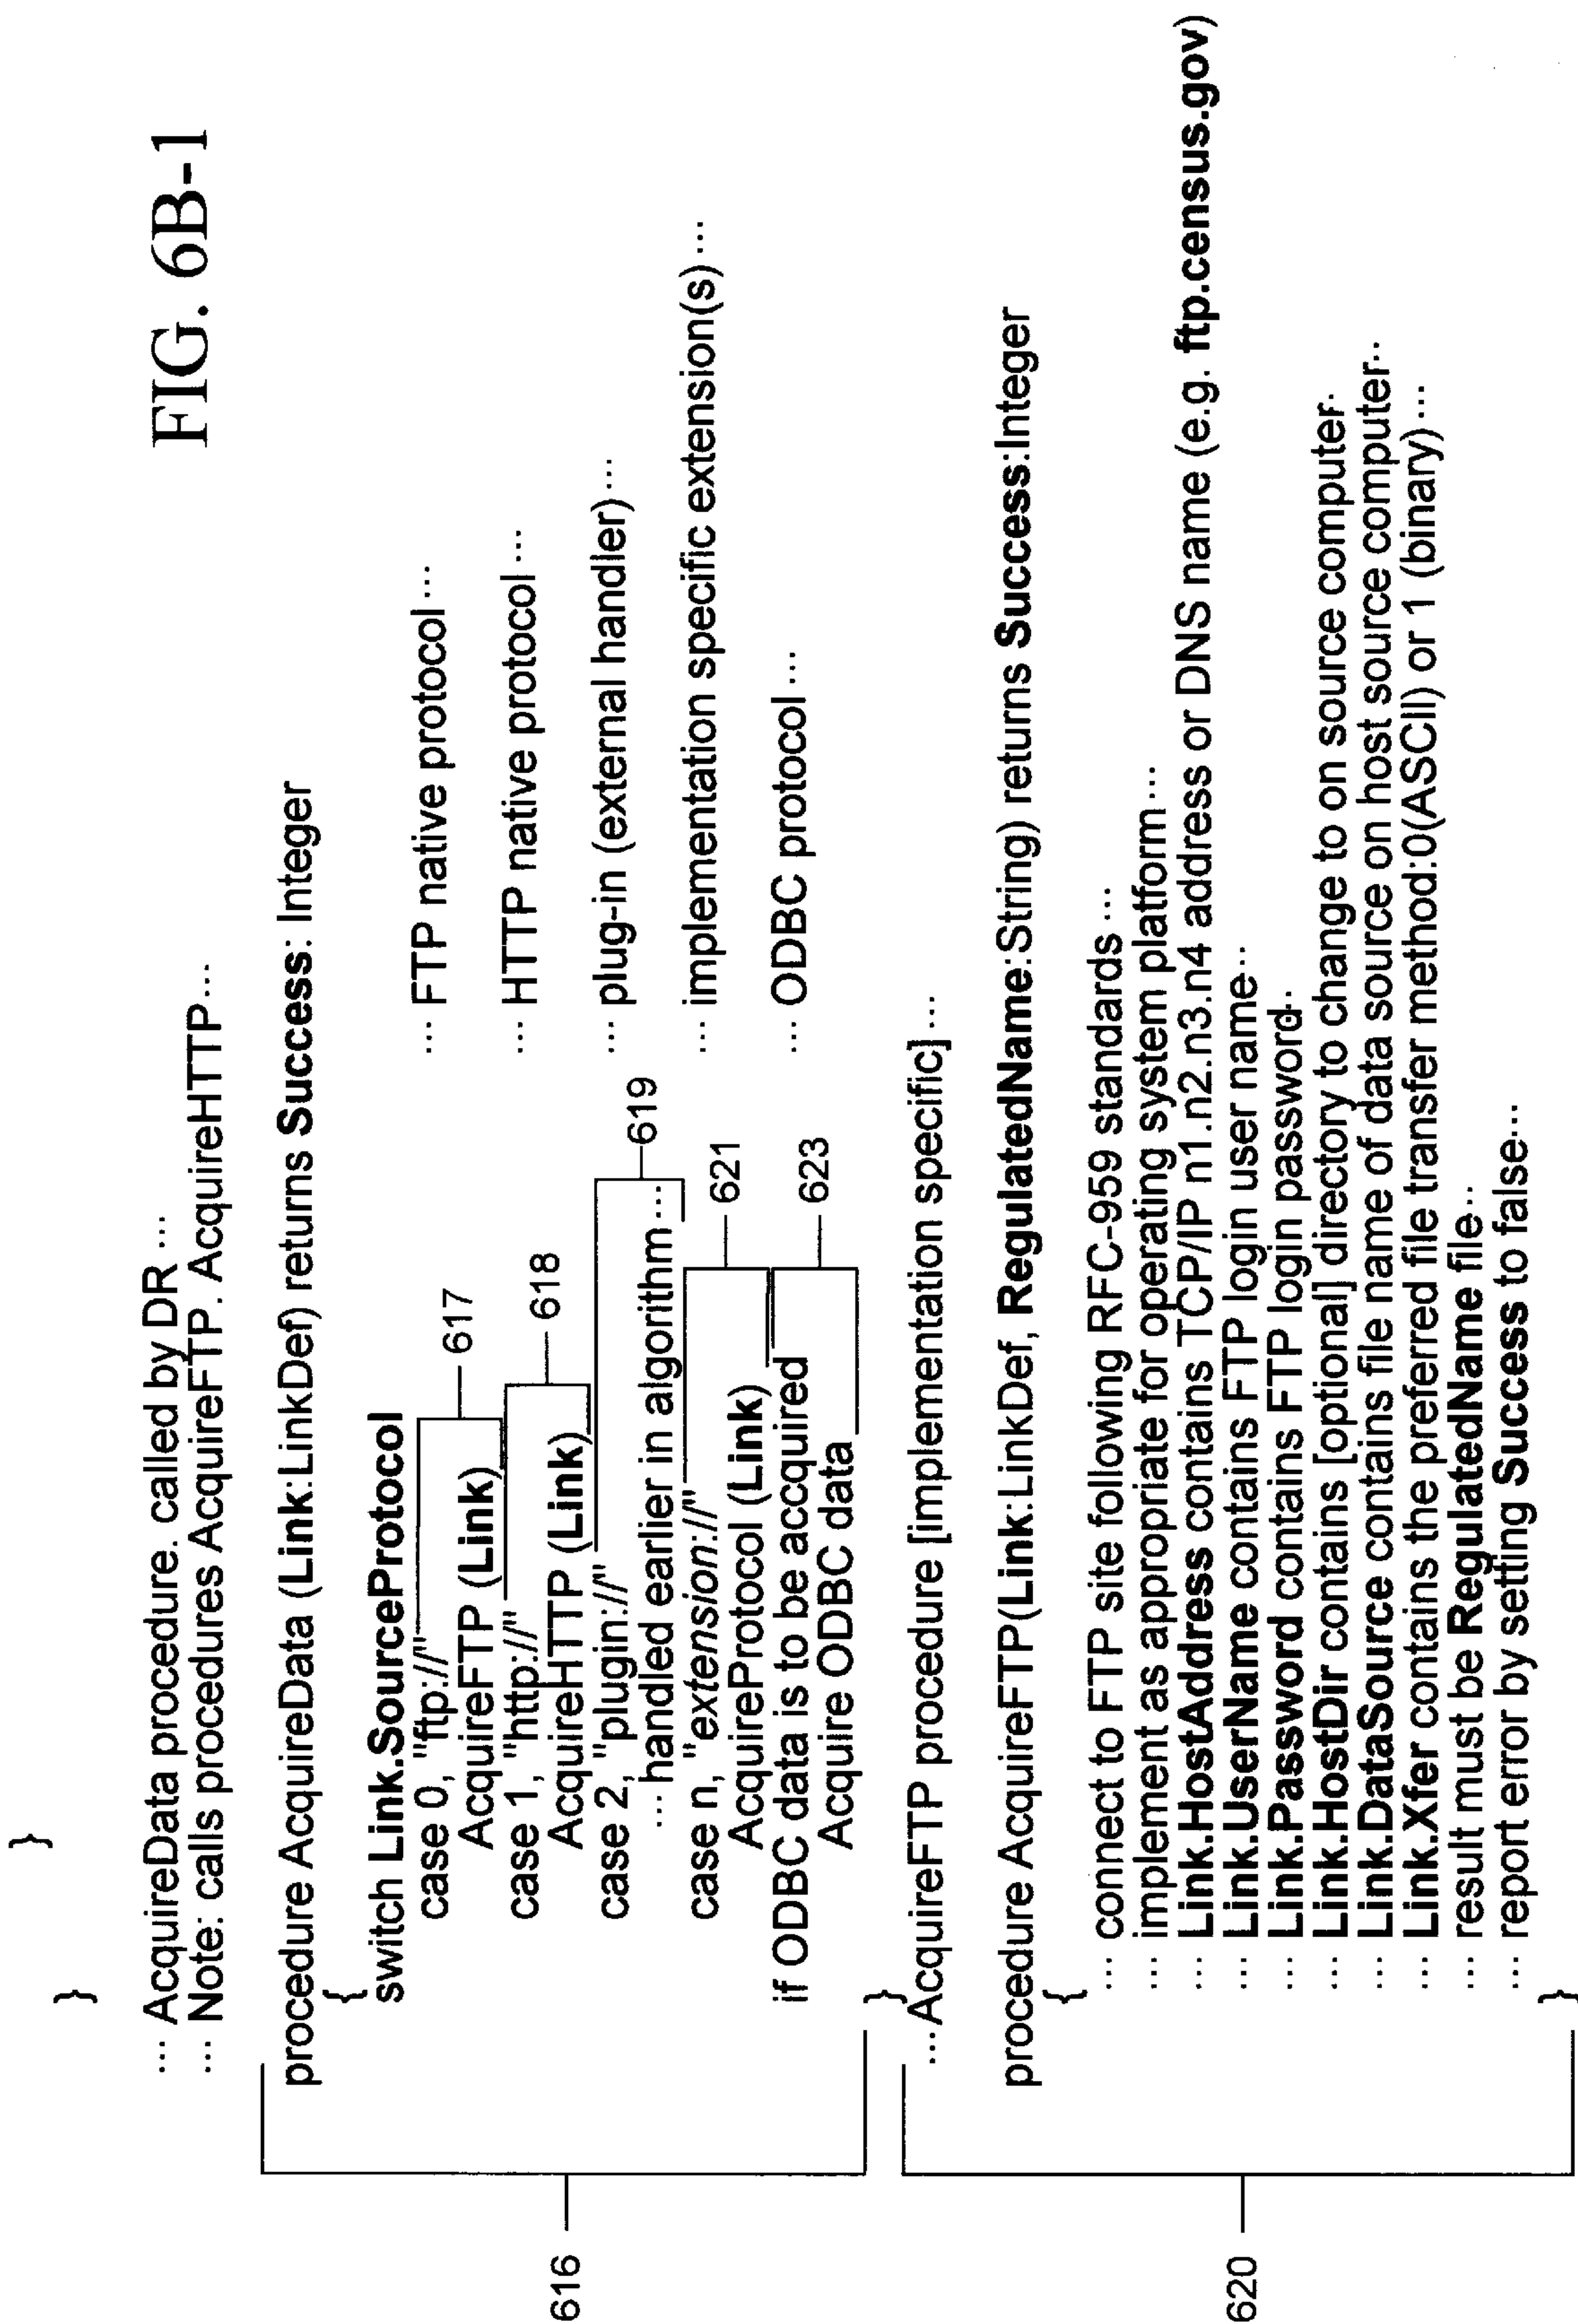 FIG. 6B-1
}
}
... AcquireData procedure. called by DR ...
... Note: calls procedures AcquireFTP. AcquireHTTP...
616
procedure AcquireData (Link:LinkDef) returns Success: Integer
{
switch Link.SourceProtocol
case 0, "ftp://" ... FTP native protocol ...
AcquireFTP (Link) 617
case 1, "http://" ... HTTP native protocol ...
AcquireHTTP (Link) 618
case 2, "plugin://" ... plug-in (external handler) ...
... handled earlier in algorithm ... 619
case n, "extension://" ... implementation specific extension(s) ...
AcquireProtocol (Link) 621
if ODBC data is to be accquired ... ODBC protocol ...
Acquire ODBC data 623
}
620
...AcquireFTP procedure [implementation specific] ...
procedure AcquireFTP(Link:LinkDef, RegulatedName:String) returns Success:Integer
{
... connect to FTP site following RFC-959 standards ...
... implement as appropriate for operating system platform ...
... Link.HostAddress contains TCP/IP n1.n2.n3.n4 address or DNS name (e.g. ftp.census.gov)
... Link.UserName contains FTP login user name...
... Link.Password contains FTP login password...
... Link.HostDir contains [optional] directory to change to on source computer...
... Link.DataSource contains file name of data source on host source computer...
... Link.Xfer contains the preferred file transfer method:0(ASCII) or 1 (binary) ...
... result must be RegulatedName file...
... report error by setting Success to false...
}